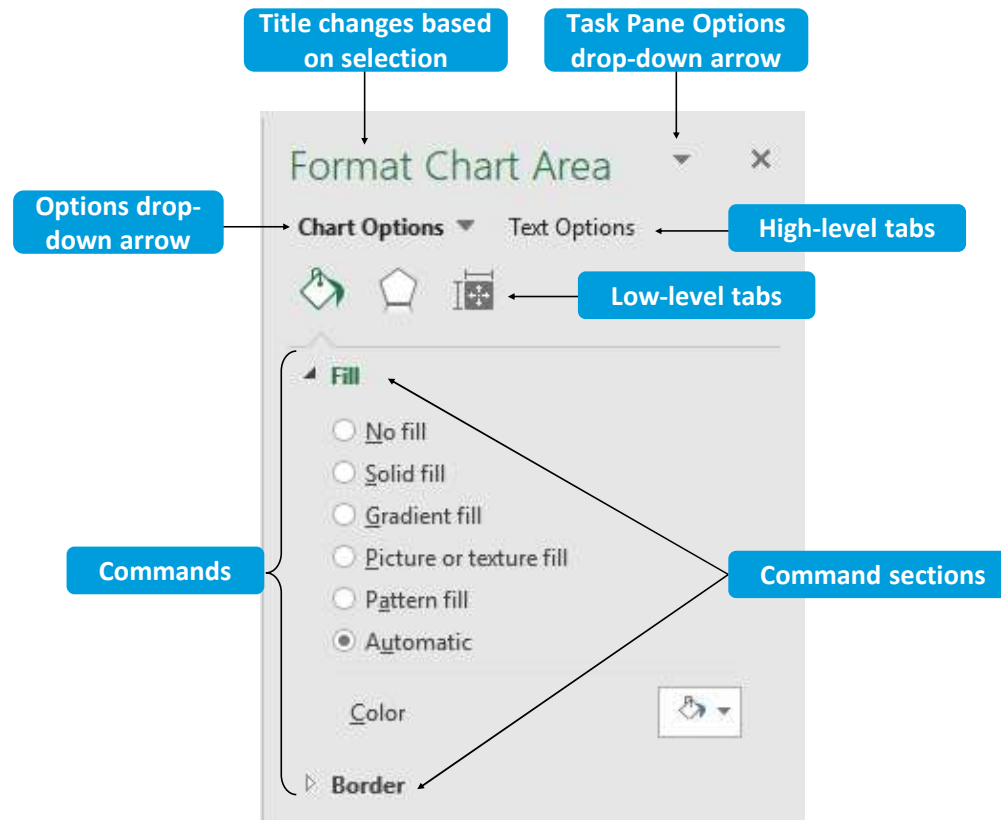 Title changes based
on selection
Task Pane Options
drop-down arrow
Format Chart Area
Options drop-
down arrow
Chart Options
Text Options
High-level tabs
Low-level tabs
Fill
No fill
Solid fill
Gradient fill
Picture or texture fill
Pattern fill
Automatic
Commands
Command sections
Color
Border